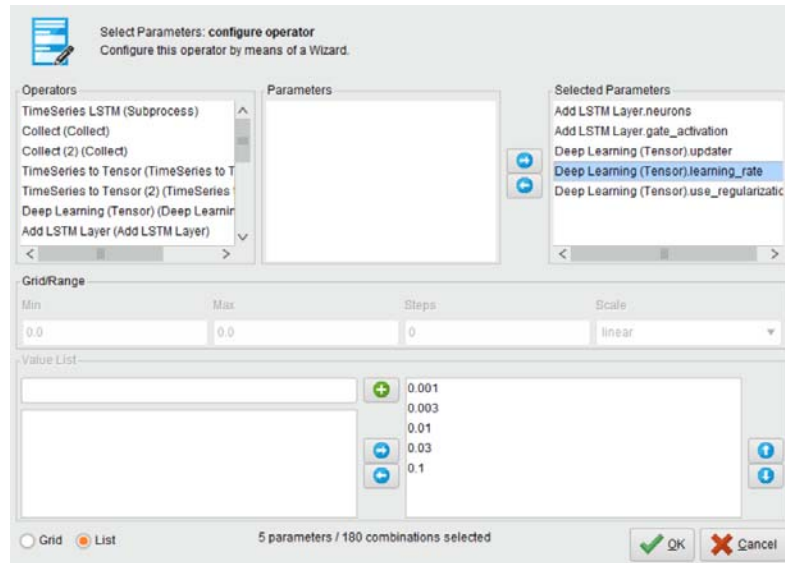 Select Parameters: configure operator
Configure this operator by means of a Wizard.
Operators
Parameters
Selected Parameters
TimeSeries LSTM (Subprocess)
Collect (Collect)
Collect (2) (Collect)
TimeSeries to Tensor (TimeSeries to T
TimeSeries to Tensor (2) (TimeSeries
Deep Learning (Tensor) (Deep Learnin
Add LSTM Layer (Add LSTM Layer)
Add LSTM Layer.neurons
Add LSTM Layer.gate_activation
Deep Learning (Tensor).updater
Deep Learning (Tensor).learning_rate
Deep Learning (Tensor).use_regularizatic
Grid/Range
Min Max Steps Scale
0.0 0.0 0 linear
Value List
0.001
0.003
0.01
0.03
0.1
Grid List 5 parameters / 180 combinations selected OK Cancel